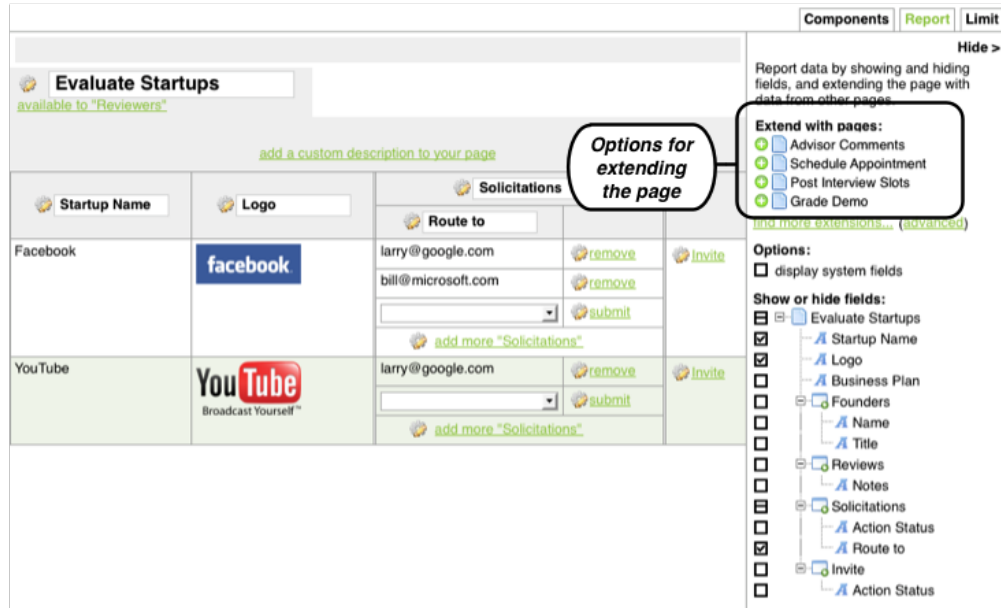 Components Report Limit
Hide >
Report data by showing and hiding
fields, and extending the page with
data from other pages.
Evaluate Startups
available to "Reviewers"
add a custom description to your page
Options for
extending
the page
Extend with pages:
Advisor Comments
Schedule Appointment
Post Interview Slots
Grade Demo
find more extensions... (advanced)
Startup Name
Logo
Solicitations
Route to
Facebook
facebook
larry@google.com
remove
Invite
bill@microsoft.com
remove
submit
add more "Solicitations"
YouTube
YouTube
Broadcast Yourself™
larry@google.com
remove
Invite
submit
add more "Solicitations"
Options:
display system fields
Show or hide fields:
Evaluate Startups
Startup Name
Logo
Business Plan
Founders
Name
Title
Reviews
Notes
Solicitations
Action Status
Route to
Invite
Action Status